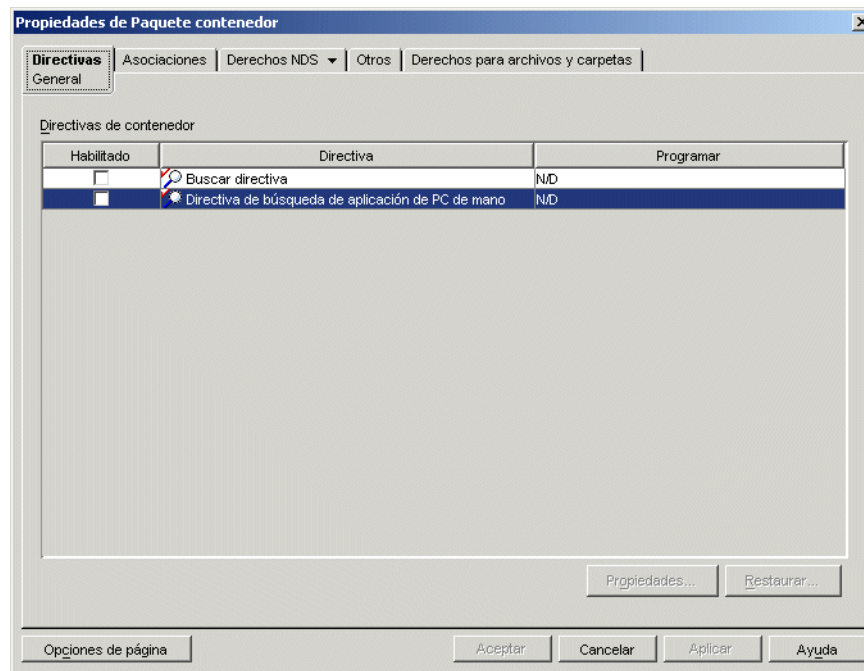 Propiedades de Paquete contenedor
Directivas Asociaciones Derechos NDS Otros Derechos para archivos y carpetas
General
Directivas de contenedor
Habilitado Directiva Programar
Buscar directiva N/D
Directiva de búsqueda de aplicación de PC de mano N/D
Propiedades... Restaurar...
Opciones de página Aceptar Cancelar Aplicar Ayuda